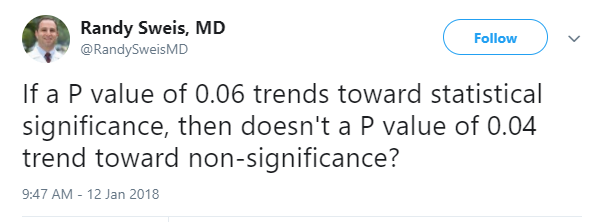 Randy Sweis, MD
@RandySweisMD
Follow
If a P value of 0.06 trends toward statistical
significance, then doesn't a P value of 0.04
trend toward non-significance?
9:47 AM - 12 Jan 2018